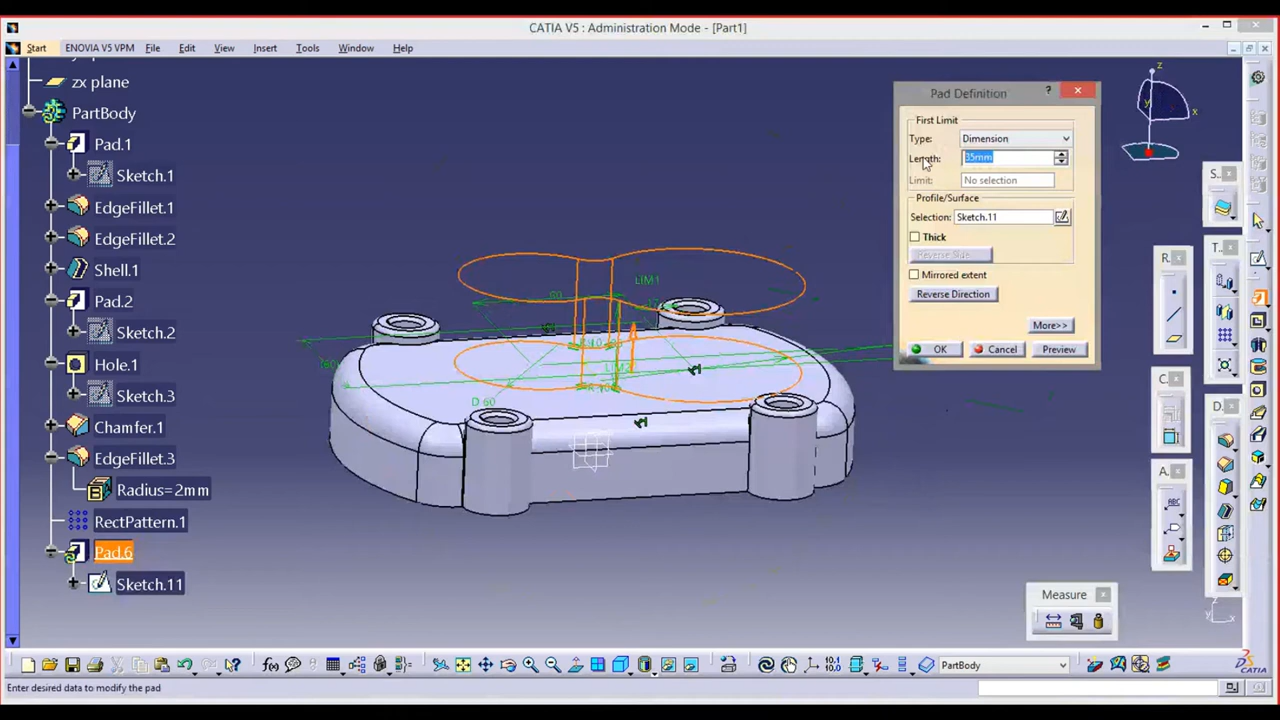 CATIA V5 : Administration Mode - [Part1]
Start ENOVIA V5 VPM File Edit View Insert Tools Window Help
zx plane
PartBody
Pad.1
Sketch.1
EdgeFillet.1
EdgeFillet.2
Shell.1
Pad.2
Sketch.2
Hole.1
Sketch.3
Chamfer.1
EdgeFillet.3
Radius=2mm
RectPattern.1
Pad.6
Sketch.11
LIM1
LIM2
D 60
Pad Definition
First Limit
Type: Dimension
Length: 35mm
Limit: No selection
Profile/Surface
Selection: Sketch.11
Thick
Reverse Side
Mirrored extent
Reverse Direction
More>>
OK Cancel Preview
z
y
x
S...
T...
R...
C...
D...
A...
Measure
PartBody
CATIA
Enter desired data to modify the pad